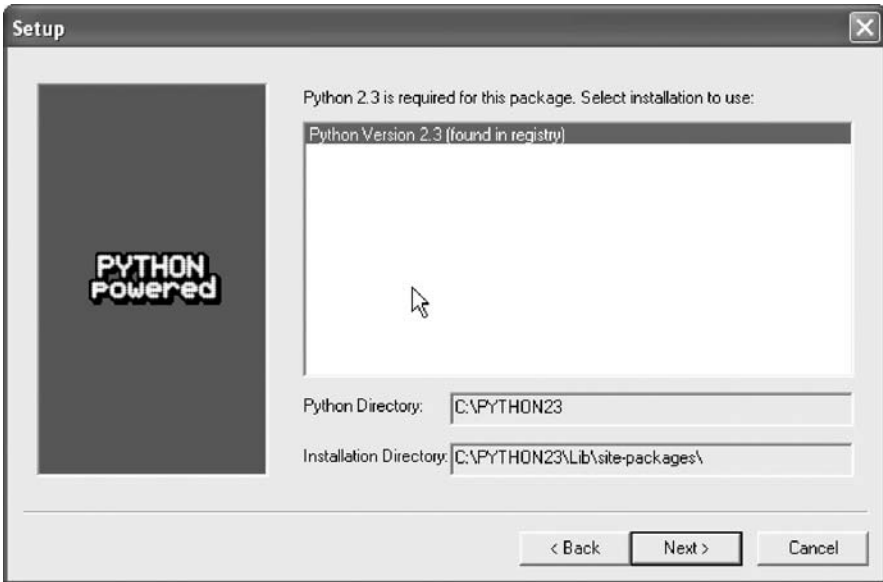 Setup
Python 2.3 is required for this package. Select installation to use:
Python Version 2.3 (found in registry)
PYTHON
powered
Python Directory: C:\PYTHON23
Installation Directory: C:\PYTHON23\Lib\site-packages\
< Back Next > Cancel